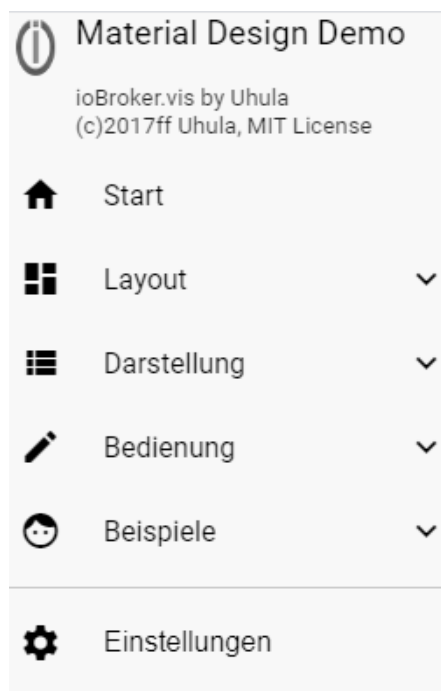 Material Design Demo
ioBroker.vis by Uhula
(c)2017ff Uhula, MIT License
Start
Layout
Darstellung
Bedienung
Beispiele
Einstellungen